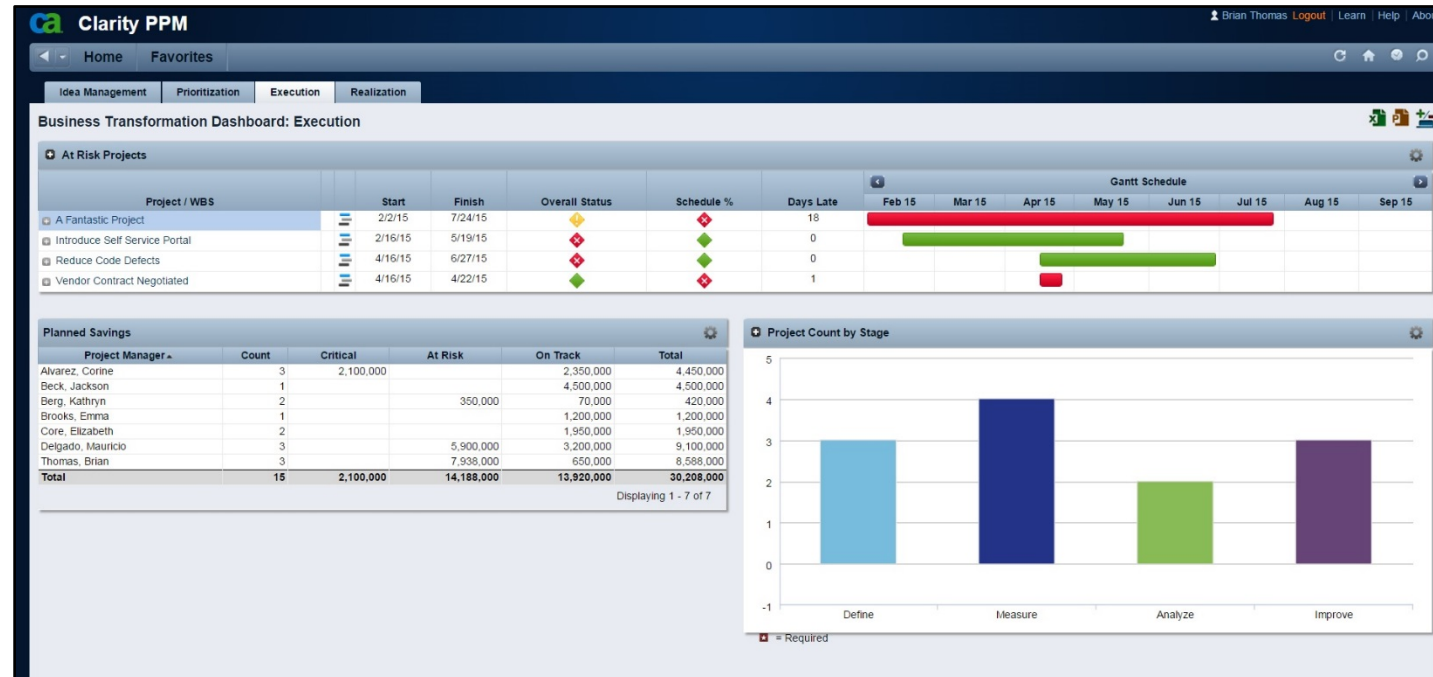 ca Clarity PPM
Brian Thomas Logout | Learn | Help | Abou
Home Favorites
Idea Management Prioritization Execution Realization
Business Transformation Dashboard: Execution
At Risk Projects
Gantt Schedule
Project / WBS Start Finish Overall Status Schedule % Days Late Feb 15 Mar 15 Apr 15 May 15 Jun 15 Jul 15 Aug 15 Sep 15
A Fantastic Project 2/2/15 7/24/15 18
Introduce Self Service Portal 2/16/15 5/19/15 0
Reduce Code Defects 4/16/15 6/27/15 0
Vendor Contract Negotiated 4/16/15 4/22/15 1
Planned Savings
Project Manager Count Critical At Risk On Track Total
Alvarez, Corine 3 2,100,000 2,350,000 4,450,000
Beck, Jackson 1 4,500,000 4,500,000
Berg, Kathryn 2 350,000 70,000 420,000
Brooks, Emma 1 1,200,000 1,200,000
Core, Elizabeth 2 1,950,000 1,950,000
Delgado, Mauricio 3 5,900,000 3,200,000 9,100,000
Thomas, Brian 3 7,938,000 650,000 8,588,000
Total 15 2,100,000 14,188,000 13,920,000 30,208,000
Displaying 1 - 7 of 7
Project Count by Stage
5
4
3
2
1
0
-1
Define Measure Analyze Improve
= Required